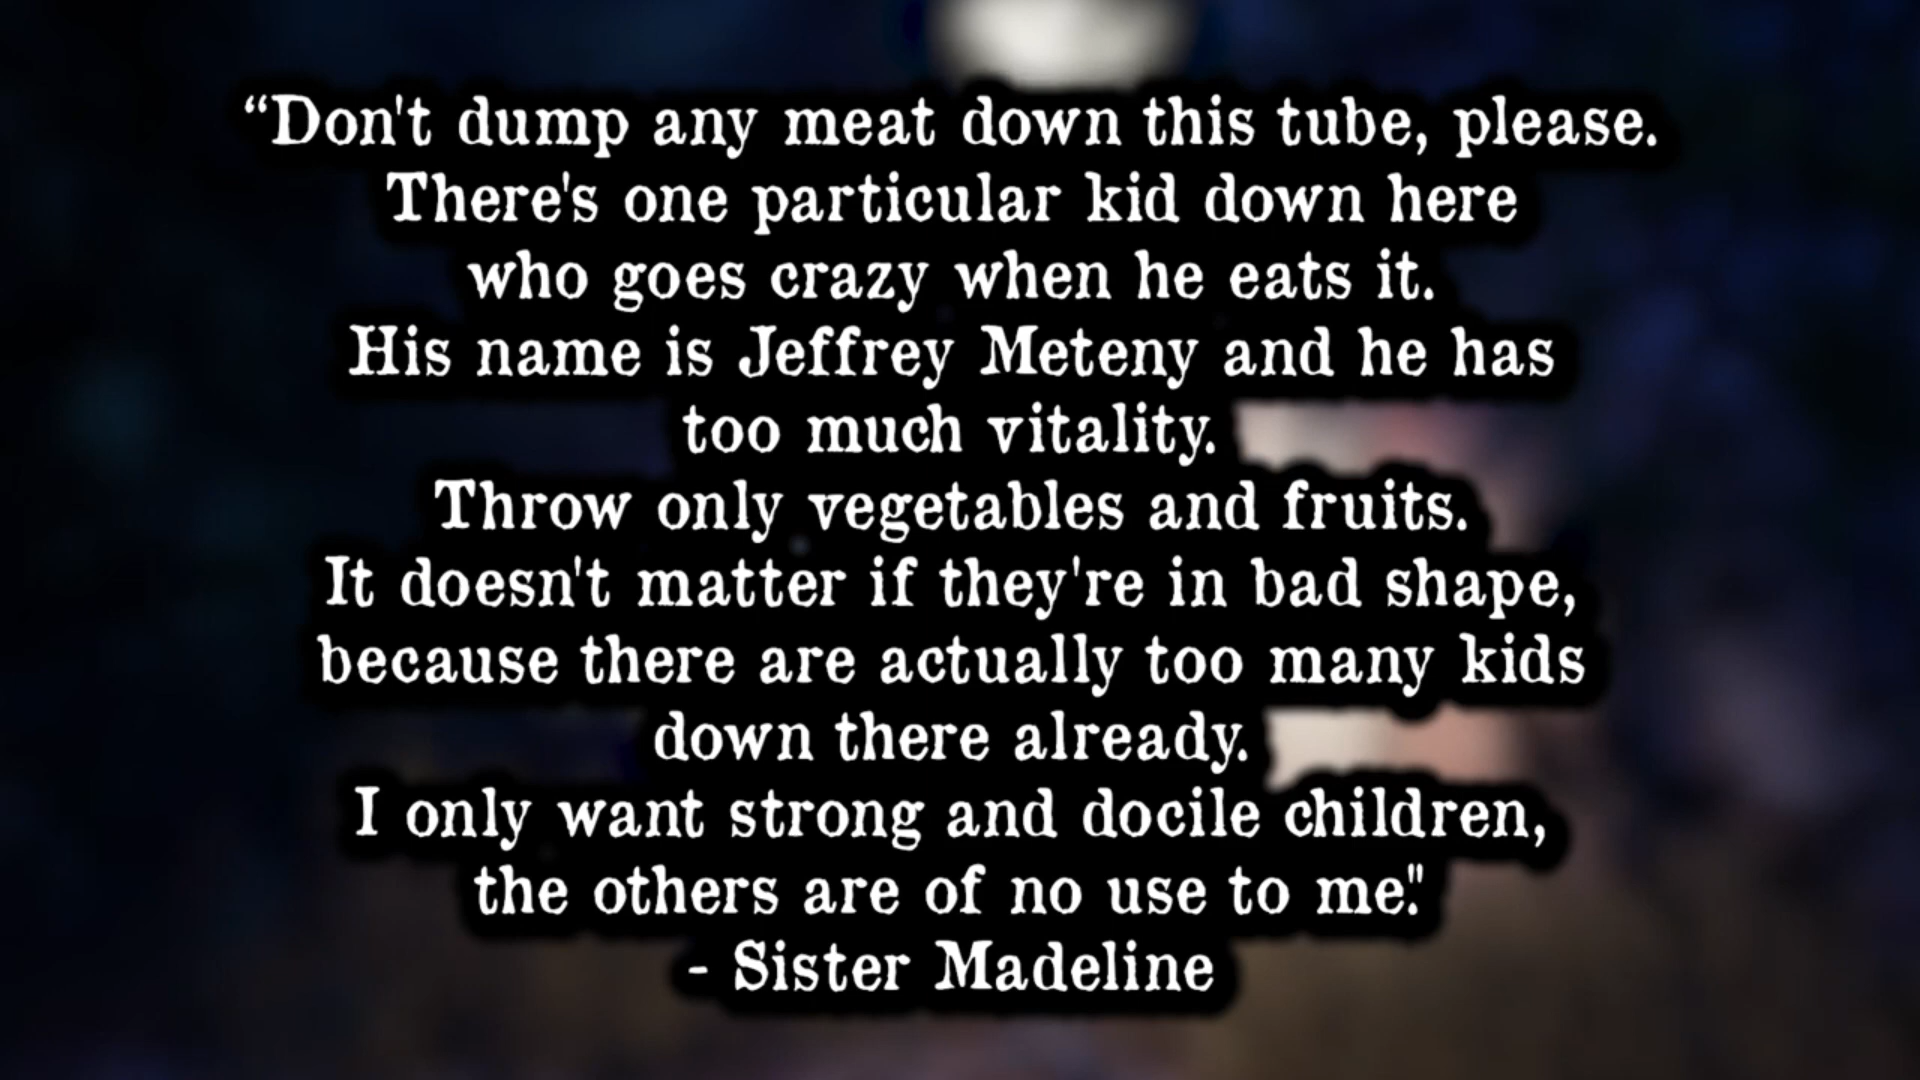 “Don't dump any meat down this tube, please.
There's one particular kid down here
who goes crazy when he eats it.
His name is Jeffrey Meteny and he has
too much vitality.
Throw only vegetables and fruits.
It doesn't matter if they're in bad shape,
because there are actually too many kids
down there already.
I only want strong and docile children,
the others are of no use to me."
- Sister Madeline